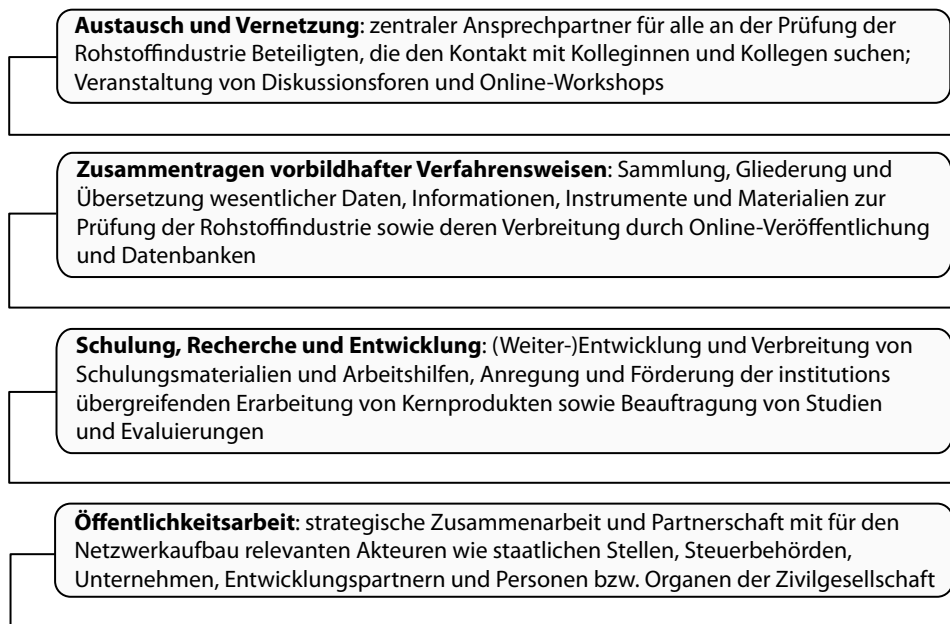 Austausch und Vernetzung: zentraler Ansprechpartner für alle an der Prüfung der
Rohstoffindustrie Beteiligten, die den Kontakt mit Kolleginnen und Kollegen suchen;
Veranstaltung von Diskussionsforen und Online-Workshops
Zusammentragen vorbildhafter Verfahrensweisen: Sammlung, Gliederung und
Übersetzung wesentlicher Daten, Informationen, Instrumente und Materialien zur
Prüfung der Rohstoffindustrie sowie deren Verbreitung durch Online-Veröffentlichung
und Datenbanken
Schulung, Recherche und Entwicklung: (Weiter-)Entwicklung und Verbreitung von
Schulungsmaterialien und Arbeitshilfen, Anregung und Förderung der institutions
übergreifenden Erarbeitung von Kernprodukten sowie Beauftragung von Studien
und Evaluierungen
Öffentlichkeitsarbeit: strategische Zusammenarbeit und Partnerschaft mit für den
Netzwerkaufbau relevanten Akteuren wie staatlichen Stellen, Steuerbehörden,
Unternehmen, Entwicklungspartnern und Personen bzw. Organen der Zivilgesellschaft